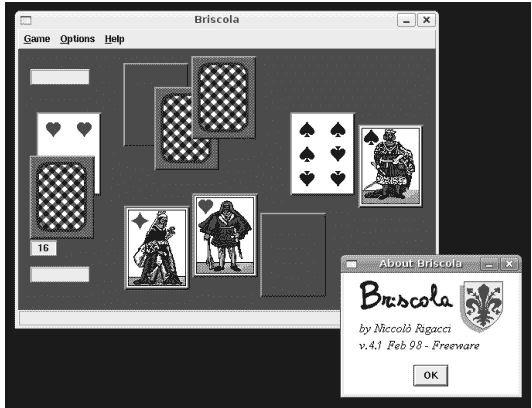 Briscola
Game Options Help
16
About Briscola
Briscola
by Niccolò Rigacci
v.4.1 Feb 98 - Freeware
OK